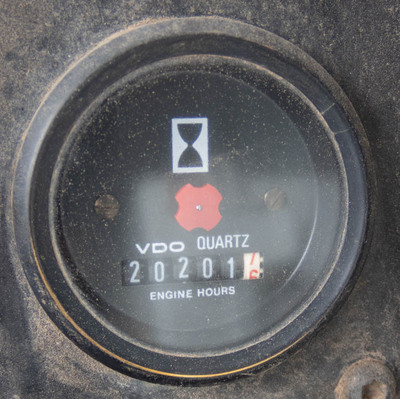 VDO QUARTZ
20201
ENGINE HOURS